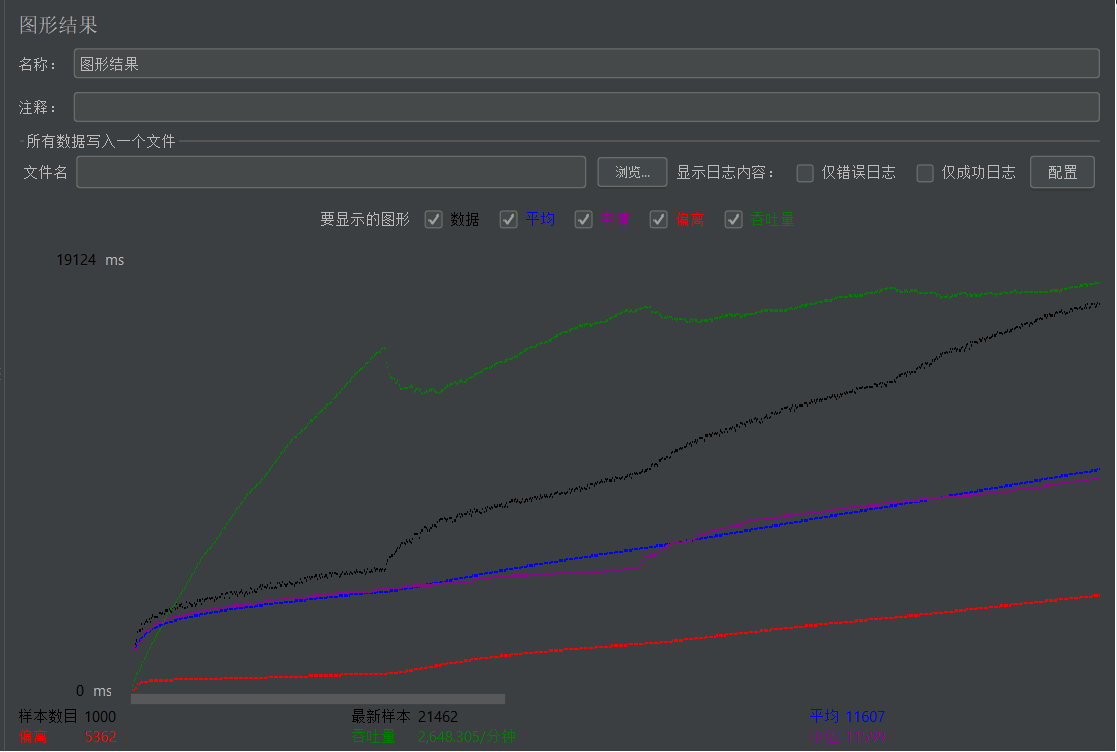 图形结果
名称： 图形结果
注释：
所有数据写入一个文件
文件名 浏览... 显示日志内容： 仅错误日志 仅成功日志 配置
要显示的图形 数据 平均 中值 偏离 吞吐量
19124 ms
0 ms
样本数目 1000 最新样本 21462 平均 11607
偏离 5362 吞吐量 2,648.305/分钟 中值